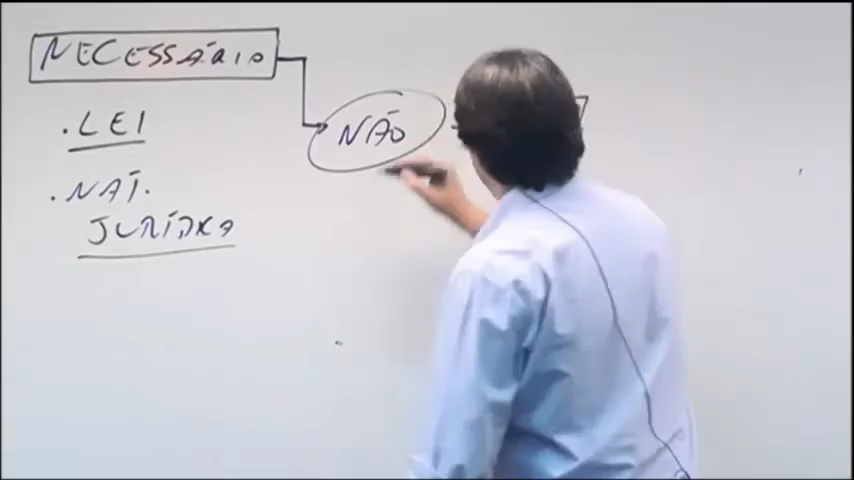 NECESSÁRIO
. LEI
NÃO
. NAT.
JURÍDICA